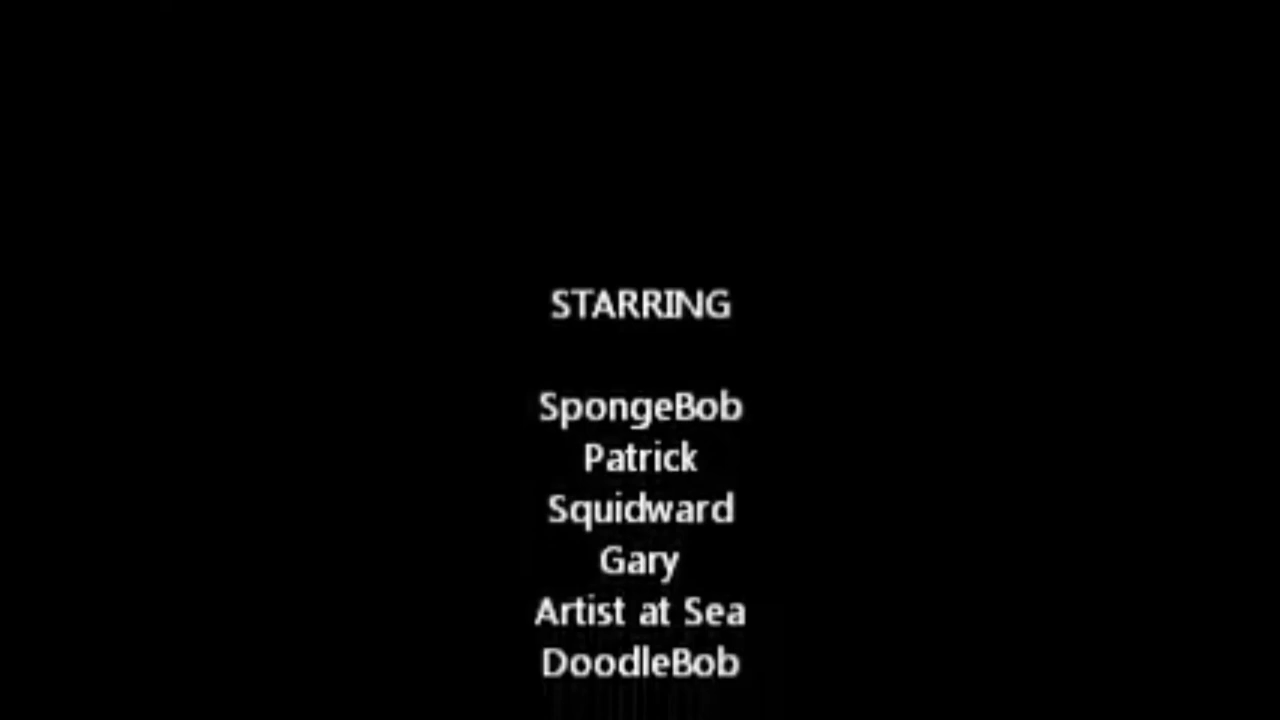 STARRING
SpongeBob
Patrick
Squidward
Gary
Artist at Sea
DoodleBob